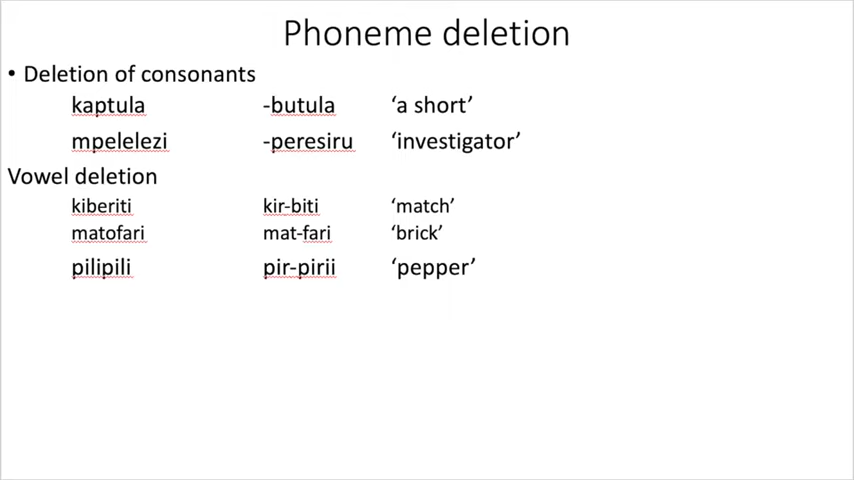 Phoneme deletion
• Deletion of consonants
kaptula -butula ‘a short’
mpelelezi -peresiru ‘investigator’
Vowel deletion
kiberiti kir-biti ‘match’
matofari mat-fari ‘brick’
pilipili pir-pirii ‘pepper’